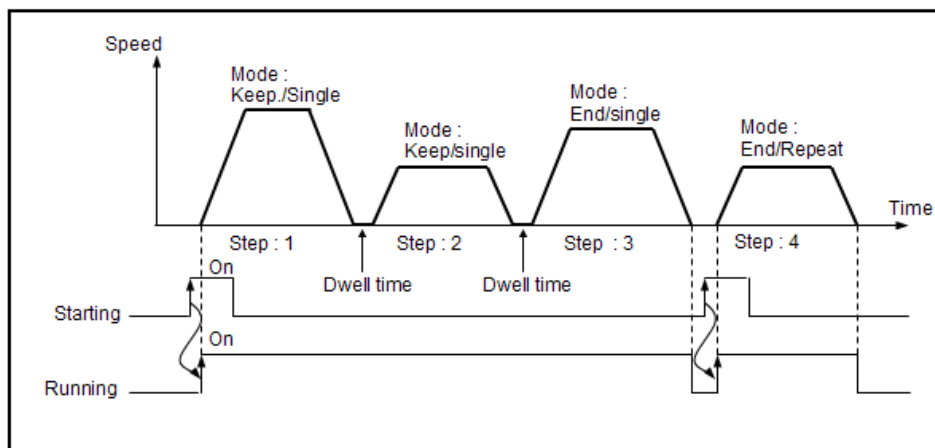 Speed
Mode :
Keep./Single
Mode :
Keep/single
Mode :
End/single
Mode :
End/Repeat
Time
Step : 1
Step : 2
Step : 3
Step : 4
Dwell time
Dwell time
On
Starting
On
Running